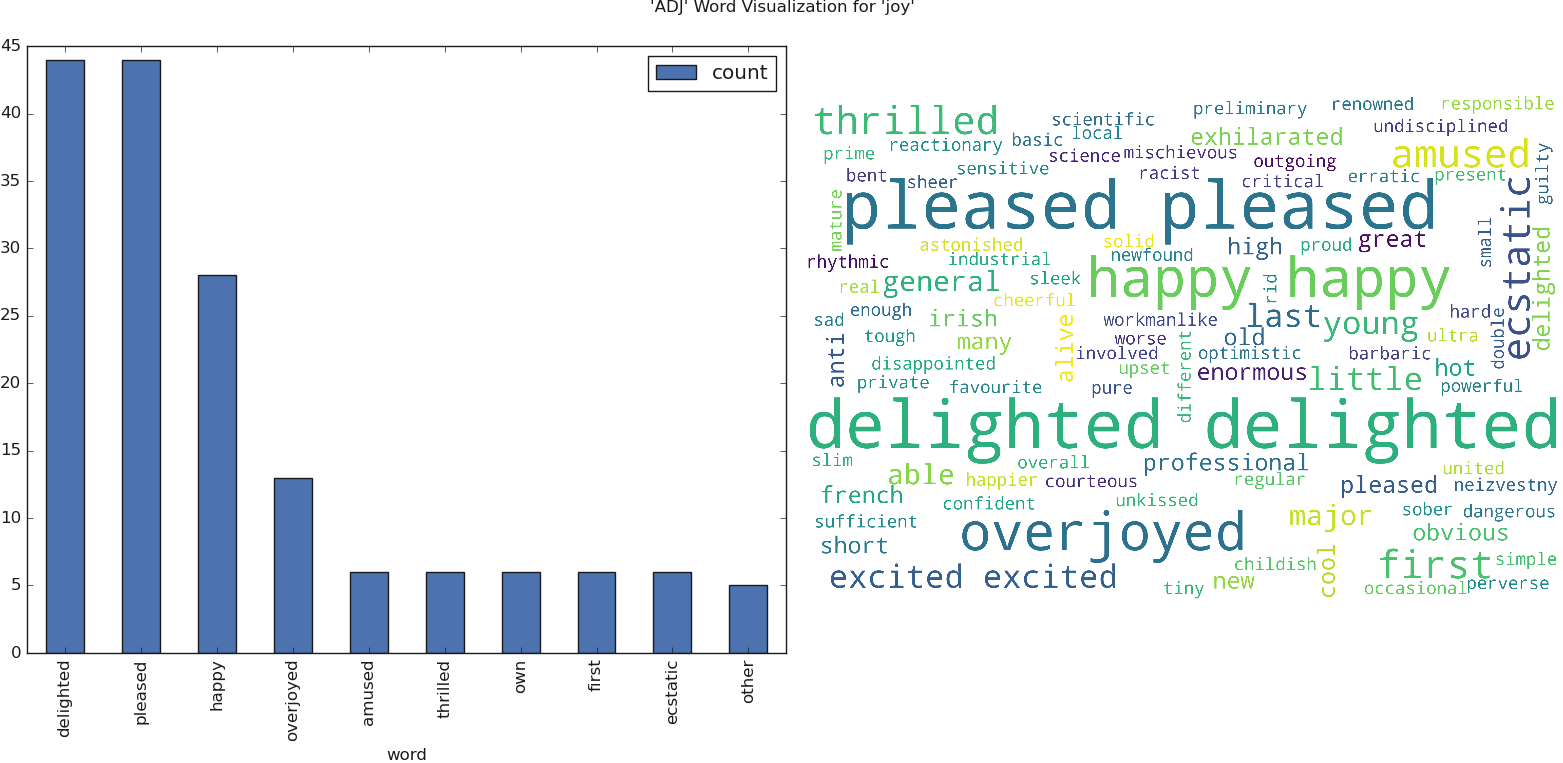 'ADJ' Word Visualization for 'joy'
45
40
35
30
25
20
15
10
5
0
count
delighted
pleased
happy
overjoyed
amused
thrilled
own
first
ecstatic
other
word
thrilled
scientific
preliminary
renowned
responsible
reactionary
basic
local
exhilarated
undisciplined
prime
science
mischievous
outgoing
amused
guilty
bent
sheer
sensitive
racist
critical
erratic
present
mature
pleased pleased
ecstatic
astonished
solid
high
proud
great
small
delighted
rhythmic
industrial
newfound
real
general
sleek
happy happy
rid
cheerful
sad
enough
irish
workmanlike
last
young
hard
double
anti
tough
many
alive
worse
old
ultra
disappointed
involved
different
optimistic
barbaric
private
favourite
upset
pure
enormous
little
hot
powerful
delighted delighted
slim
overall
professional
united
able
happier
courteous
regular
pleased
neizvestny
french
confident
unkissed
major
sober
dangerous
sufficient
short
overjoyed
obvious
excited excited
childish
cool
first
simple
tiny
new
occasional
perverse